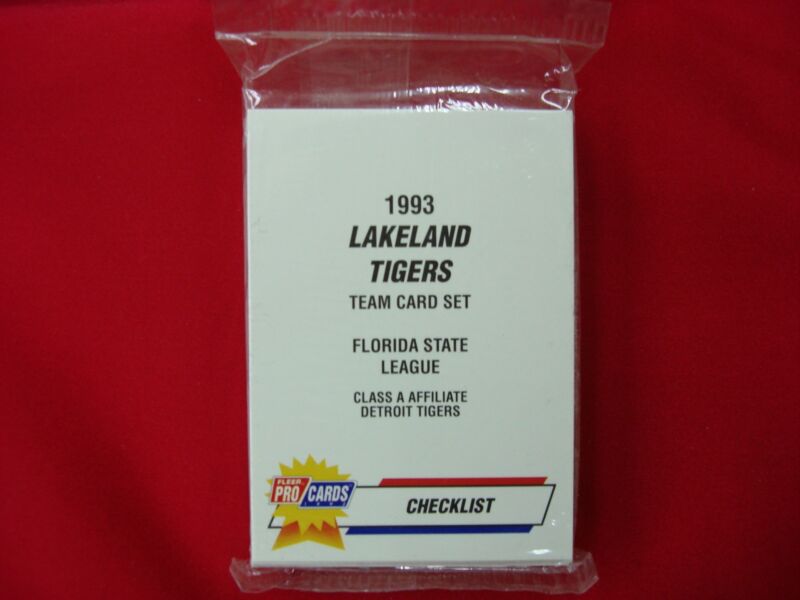 1993
LAKELAND
TIGERS
TEAM CARD SET
FLORIDA STATE
LEAGUE
CLASS A AFFILIATE
DETROIT TIGERS
FLEER
PRO CARDS
CHECKLIST